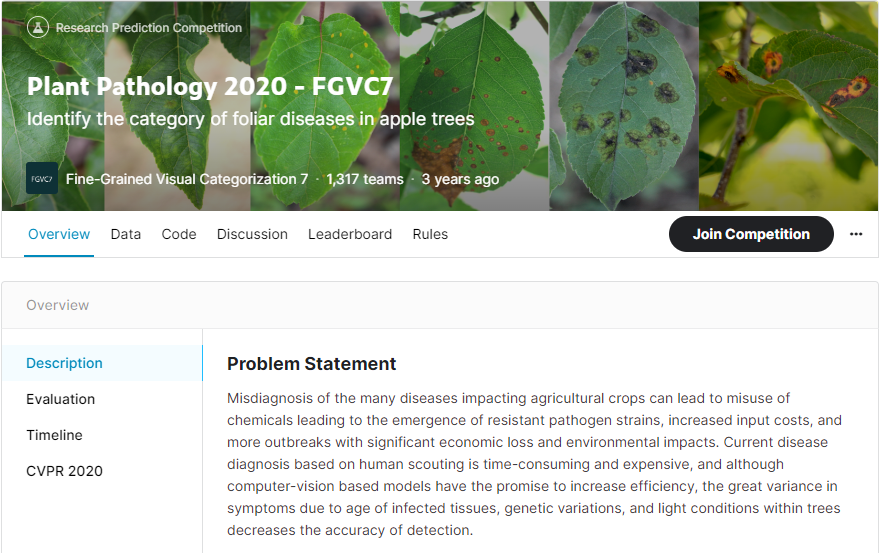 Research Prediction Competition
Plant Pathology 2020 - FGVC7
Identify the category of foliar diseases in apple trees
FGVC7
Fine-Grained Visual Categorization 7 · 1,317 teams · 3 years ago
Overview Data Code Discussion Leaderboard Rules Join Competition ···
Overview
Description
Evaluation
Timeline
CVPR 2020
Problem Statement
Misdiagnosis of the many diseases impacting agricultural crops can lead to misuse of
chemicals leading to the emergence of resistant pathogen strains, increased input costs, and
more outbreaks with significant economic loss and environmental impacts. Current disease
diagnosis based on human scouting is time-consuming and expensive, and although
computer-vision based models have the promise to increase efficiency, the great variance in
symptoms due to age of infected tissues, genetic variations, and light conditions within trees
decreases the accuracy of detection.